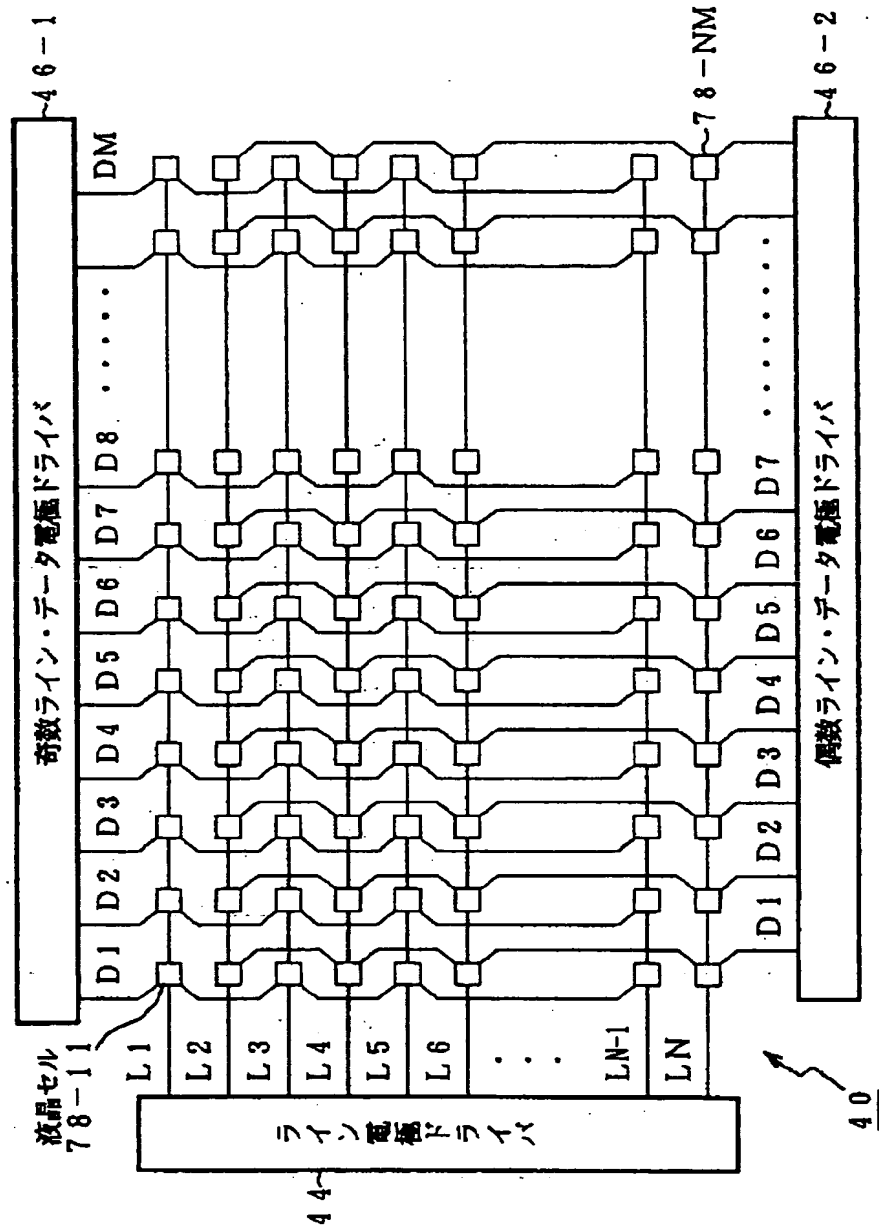 46-1
奇数ライン・データ電極ドライバ
D1 D2 D3 D4 D5 D6 D7 D8 ・・・・・ DM
液晶セル
78-11
L1
L2
L3
L4
L5
L6
・・・
LN-1
LN
44
ライン電極ドライバ
78-NM
D1 D2 D3 D4 D5 D6 D7 ・・・・・・・・
偶数ライン・データ電極ドライバ
46-2
40